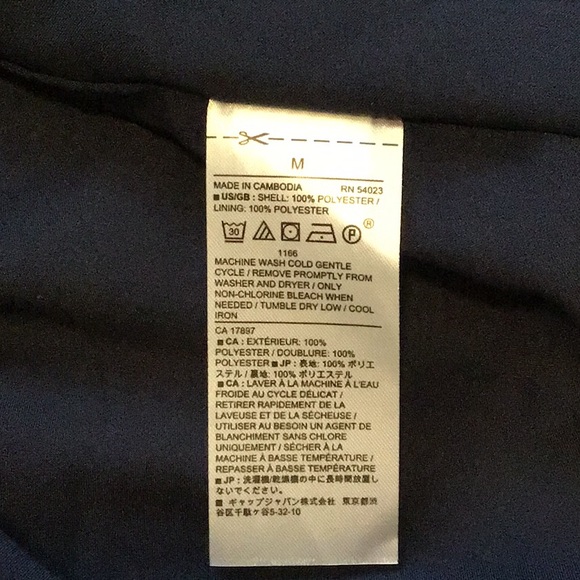 M
MADE IN CAMBODIA RN 54023
■ US/GB : SHELL: 100% POLYESTER /
LINING: 100% POLYESTER
30 P ®
1166
MACHINE WASH COLD GENTLE
CYCLE / REMOVE PROMPTLY FROM
WASHER AND DRYER / ONLY
NON-CHLORINE BLEACH WHEN
NEEDED / TUMBLE DRY LOW / COOL
IRON
CA 17897
■ CA : EXTÉRIEUR: 100%
POLYESTER / DOUBLURE: 100%
POLYESTER ■ JP : 表地: 100% ポリエ
ステル / 裏地: 100% ポリエステル
■ CA : LAVER À LA MACHINE À L'EAU
FROIDE AU CYCLE DÉLICAT /
RETIRER RAPIDEMENT DE LA
LAVEUSE ET DE LA SÉCHEUSE /
UTILISER AU BESOIN UN AGENT DE
BLANCHIMENT SANS CHLORE
UNIQUEMENT / SÉCHER À LA
MACHINE À BASSE TEMPÉRATURE /
REPASSER À BASSE TEMPÉRATURE
■ JP : 洗濯機/乾燥機の中に長時間放置し
ないでください。
■ ギャップジャパン株式会社 東京都渋
谷区千駄ヶ谷5-32-10